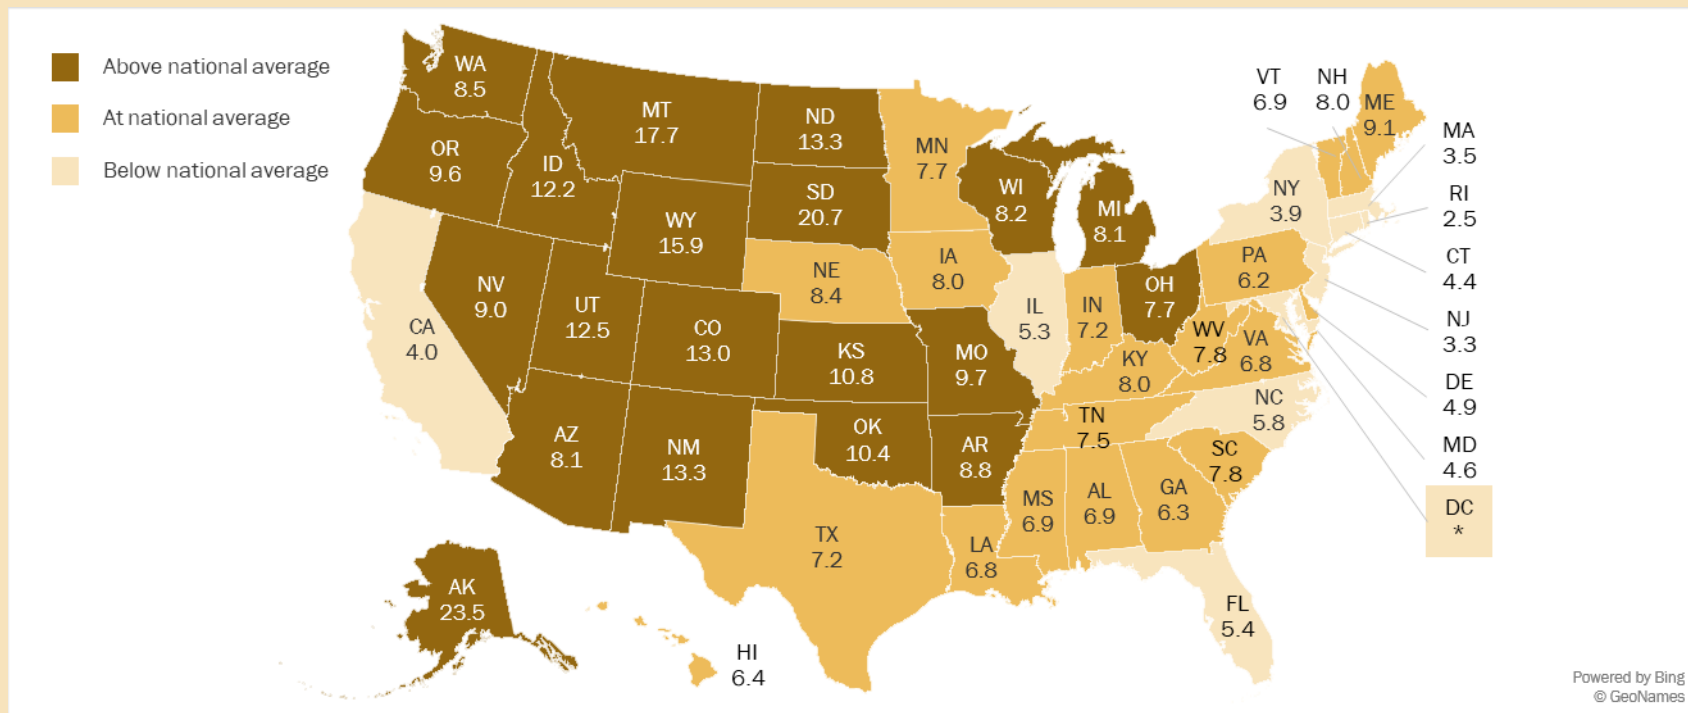 Above national average
At national average
Below national average
WA
8.5
OR
9.6
CA
4.0
ID
12.2
NV
9.0
MT
17.7
WY
15.9
UT
12.5
CO
13.0
AZ
8.1
NM
13.3
ND
13.3
SD
20.7
NE
8.4
KS
10.8
OK
10.4
TX
7.2
MN
7.7
IA
8.0
MO
9.7
AR
8.8
LA
6.8
WI
8.2
IL
5.3
MI
8.1
IN
7.2
OH
7.7
KY
8.0
TN
7.5
MS
6.9
AL
6.9
GA
6.3
FL
5.4
SC
7.8
NC
5.8
WV
7.8
VA
6.8
PA
6.2
NY
3.9
VT
6.9
NH
8.0
ME
9.1
MA
3.5
RI
2.5
CT
4.4
NJ
3.3
DE
4.9
MD
4.6
DC
*
AK
23.5
HI
6.4
Powered by Bing
© GeoNames